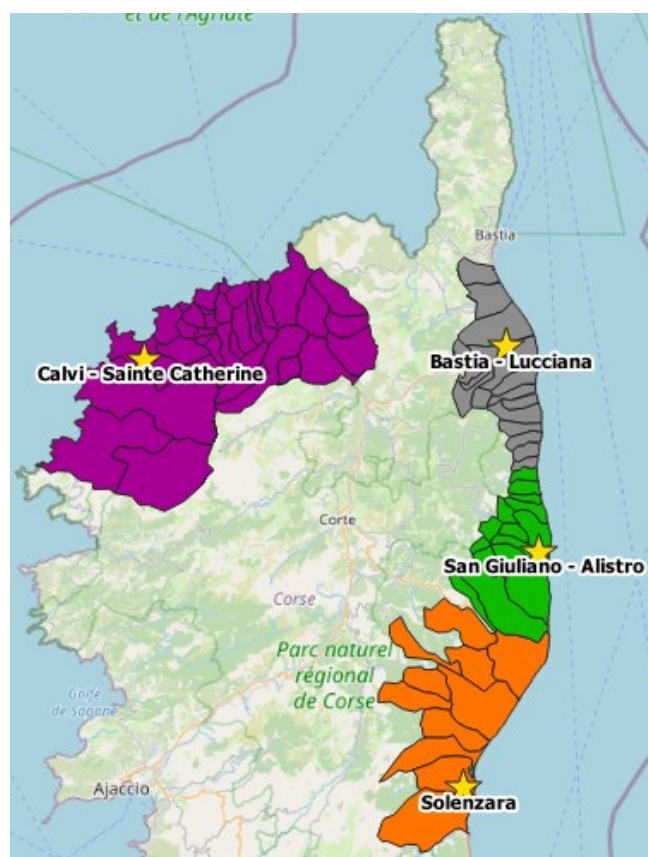 et de l'Agriate
Bastia
Calvi - Sainte Catherine
Bastia - Lucciana
Corte
San Giuliano - Alistro
Corse
Parc naturel
régional
de Corse
Golfe
de Sagone
Ajaccio
Solenzara